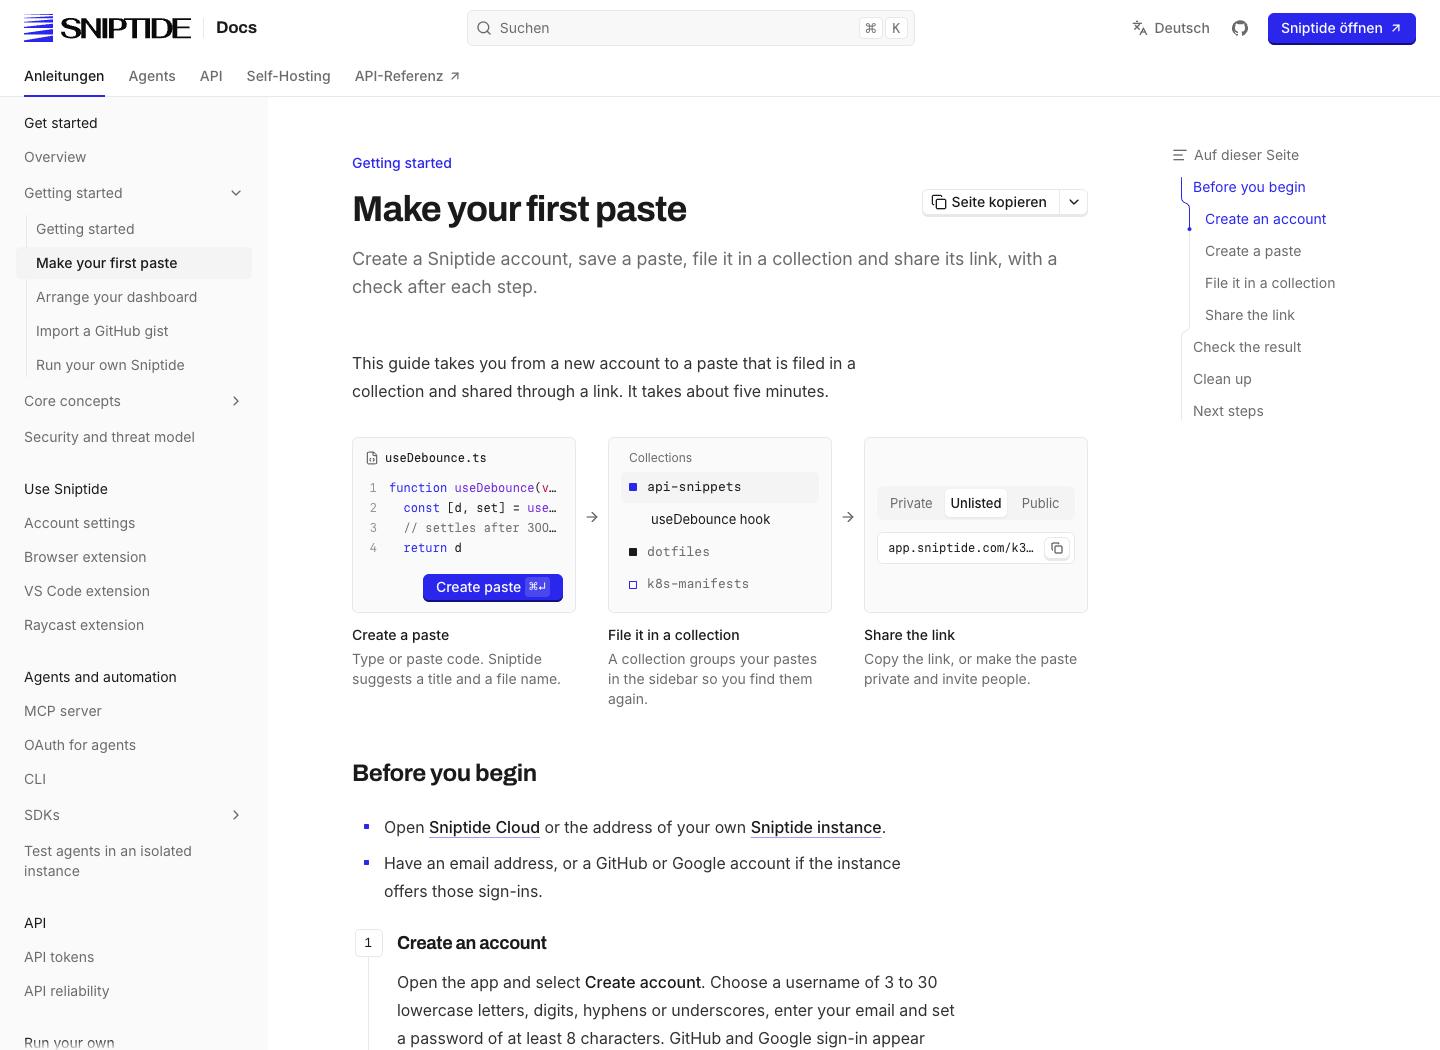 SNIPTIDE
Docs
Suchen
⌘ K
Deutsch
Sniptide öffnen
Anleitungen
Agents
API
Self-Hosting
API-Referenz
Get started
Overview
Getting started
Getting started
Make your first paste
Arrange your dashboard
Import a GitHub gist
Run your own Sniptide
Core concepts
Security and threat model
Use Sniptide
Account settings
Browser extension
VS Code extension
Raycast extension
Agents and automation
MCP server
OAuth for agents
CLI
SDKs
Test agents in an isolated
instance
API
API tokens
API reliability
Run your own
Getting started
Make your first paste
Seite kopieren
Create a Sniptide account, save a paste, file it in a collection and share its link, with a
check after each step.
This guide takes you from a new account to a paste that is filed in a
collection and shared through a link. It takes about five minutes.
useDebounce.ts
1 function useDebounce(v…
2 const [d, set] = use…
3 // settles after 300…
4 return d
Create paste ⌘↵
Create a paste
Type or paste code. Sniptide
suggests a title and a file name.
Collections
api-snippets
useDebounce hook
dotfiles
k8s-manifests
File it in a collection
A collection groups your pastes
in the sidebar so you find them
again.
Private Unlisted Public
app.sniptide.com/k3…
Share the link
Copy the link, or make the paste
private and invite people.
Before you begin
Open Sniptide Cloud or the address of your own Sniptide instance.
Have an email address, or a GitHub or Google account if the instance
offers those sign-ins.
1 Create an account
Open the app and select Create account. Choose a username of 3 to 30
lowercase letters, digits, hyphens or underscores, enter your email and set
a password of at least 8 characters. GitHub and Google sign-in appear
Auf dieser Seite
Before you begin
Create an account
Create a paste
File it in a collection
Share the link
Check the result
Clean up
Next steps